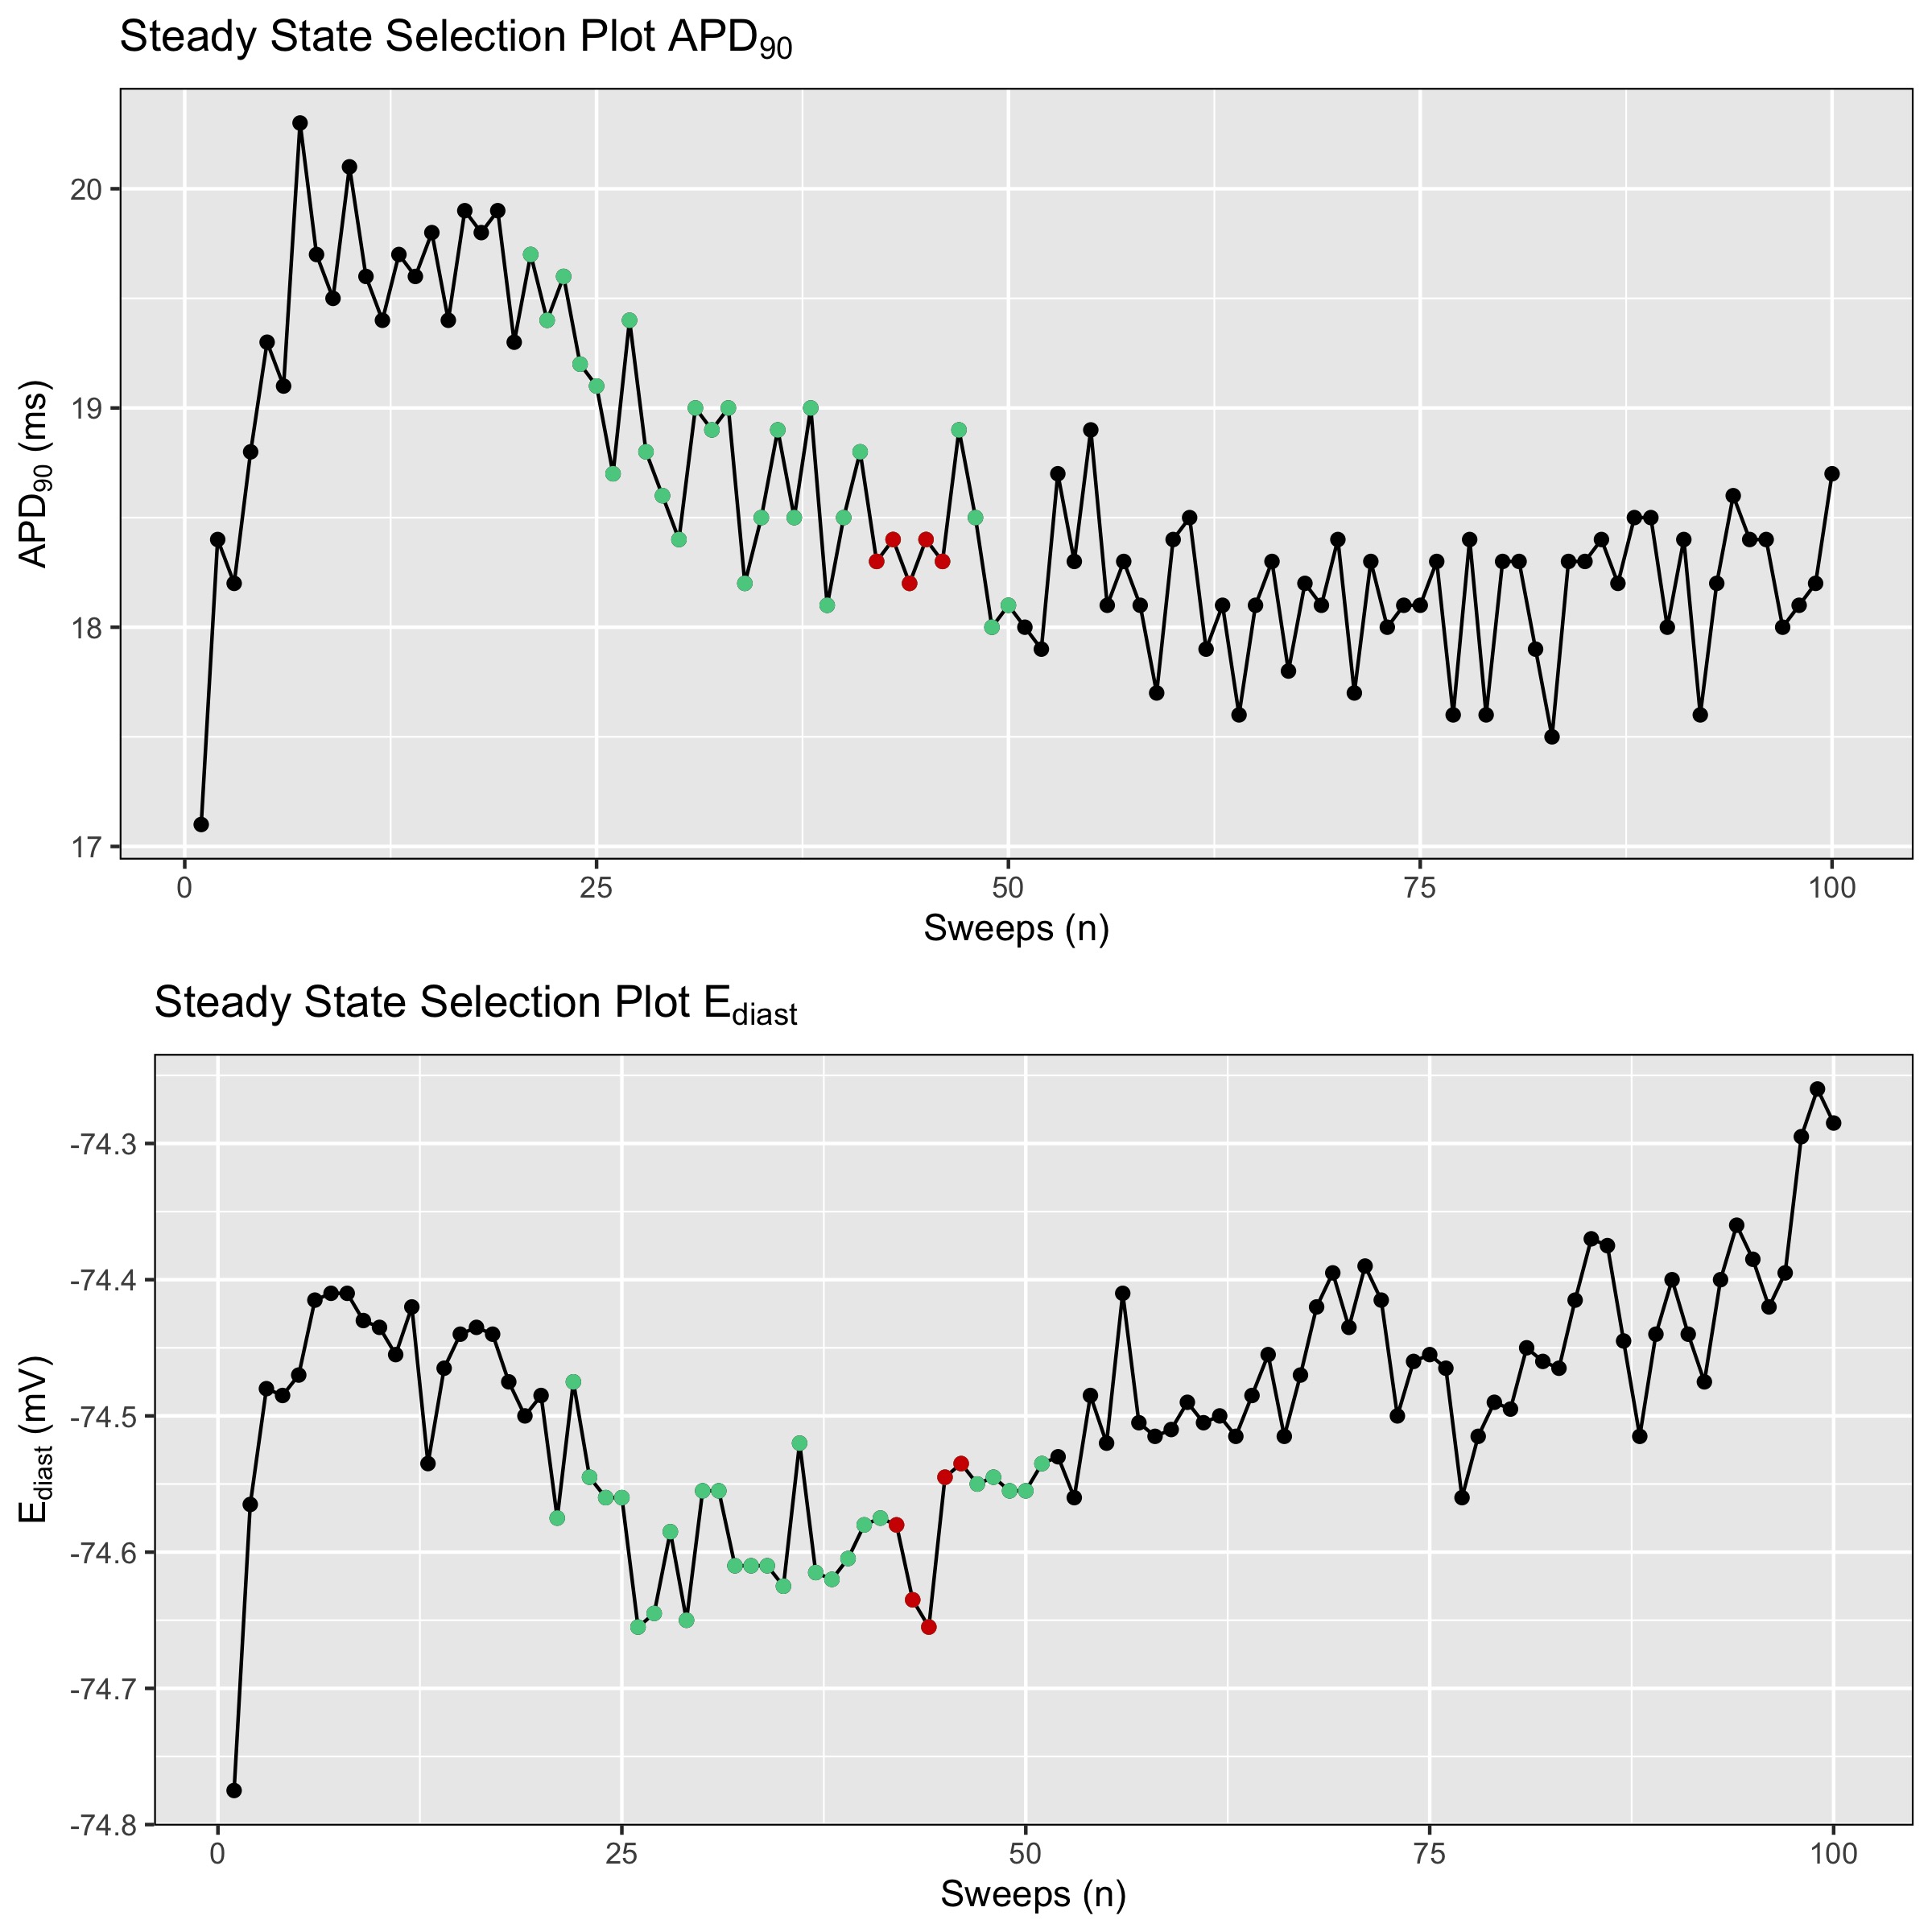 Steady State Selection Plot APD90
20
19
18
17
APD90 (ms)
0 25 50 75 100
Sweeps (n)
Steady State Selection Plot Ediast
-74.3
-74.4
-74.5
-74.6
-74.7
-74.8
Ediast (mV)
0 25 50 75 100
Sweeps (n)